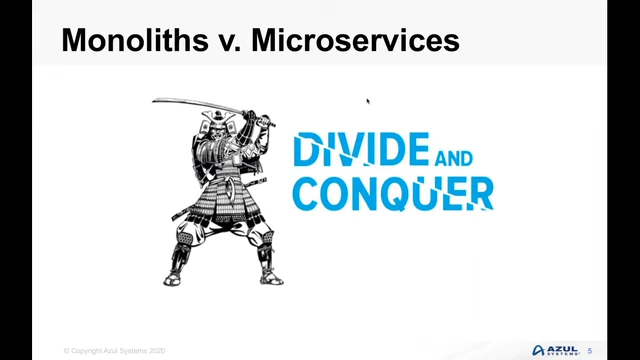 Monoliths v. Microservices
DIVIDE AND
CONQUER
© Copyright Azul Systems 2020
AZUL
SYSTEMS
5